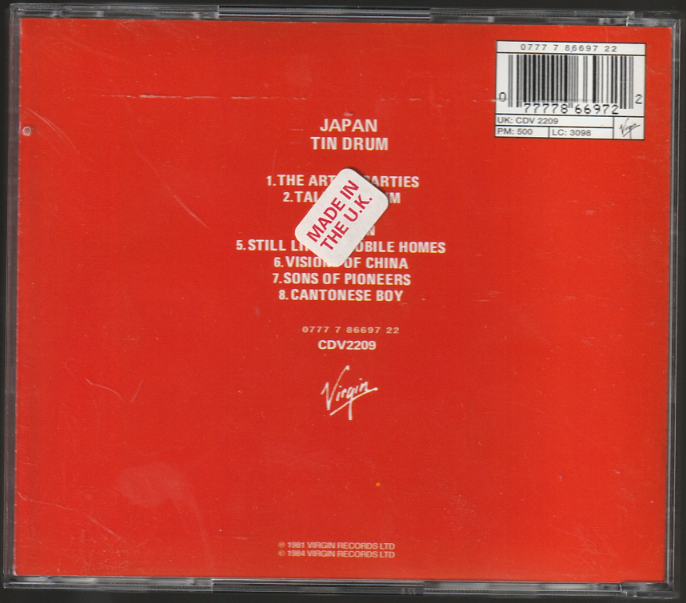 0777 7 86697 22
0 77778 66972 2
UK: CDV 2209
PM: 500 LC: 3098
Virgin
JAPAN
TIN DRUM
1.THE ART PARTIES
2.TAL
MADE IN
THE U.K.
5.STILL LI OBILE HOMES
6.VISION OF CHINA
7.SONS OF PIONEERS
8.CANTONESE BOY
0777 7 86697 22
CDV2209
Virgin
℗ 1981 VIRGIN RECORDS LTD
© 1984 VIRGIN RECORDS LTD